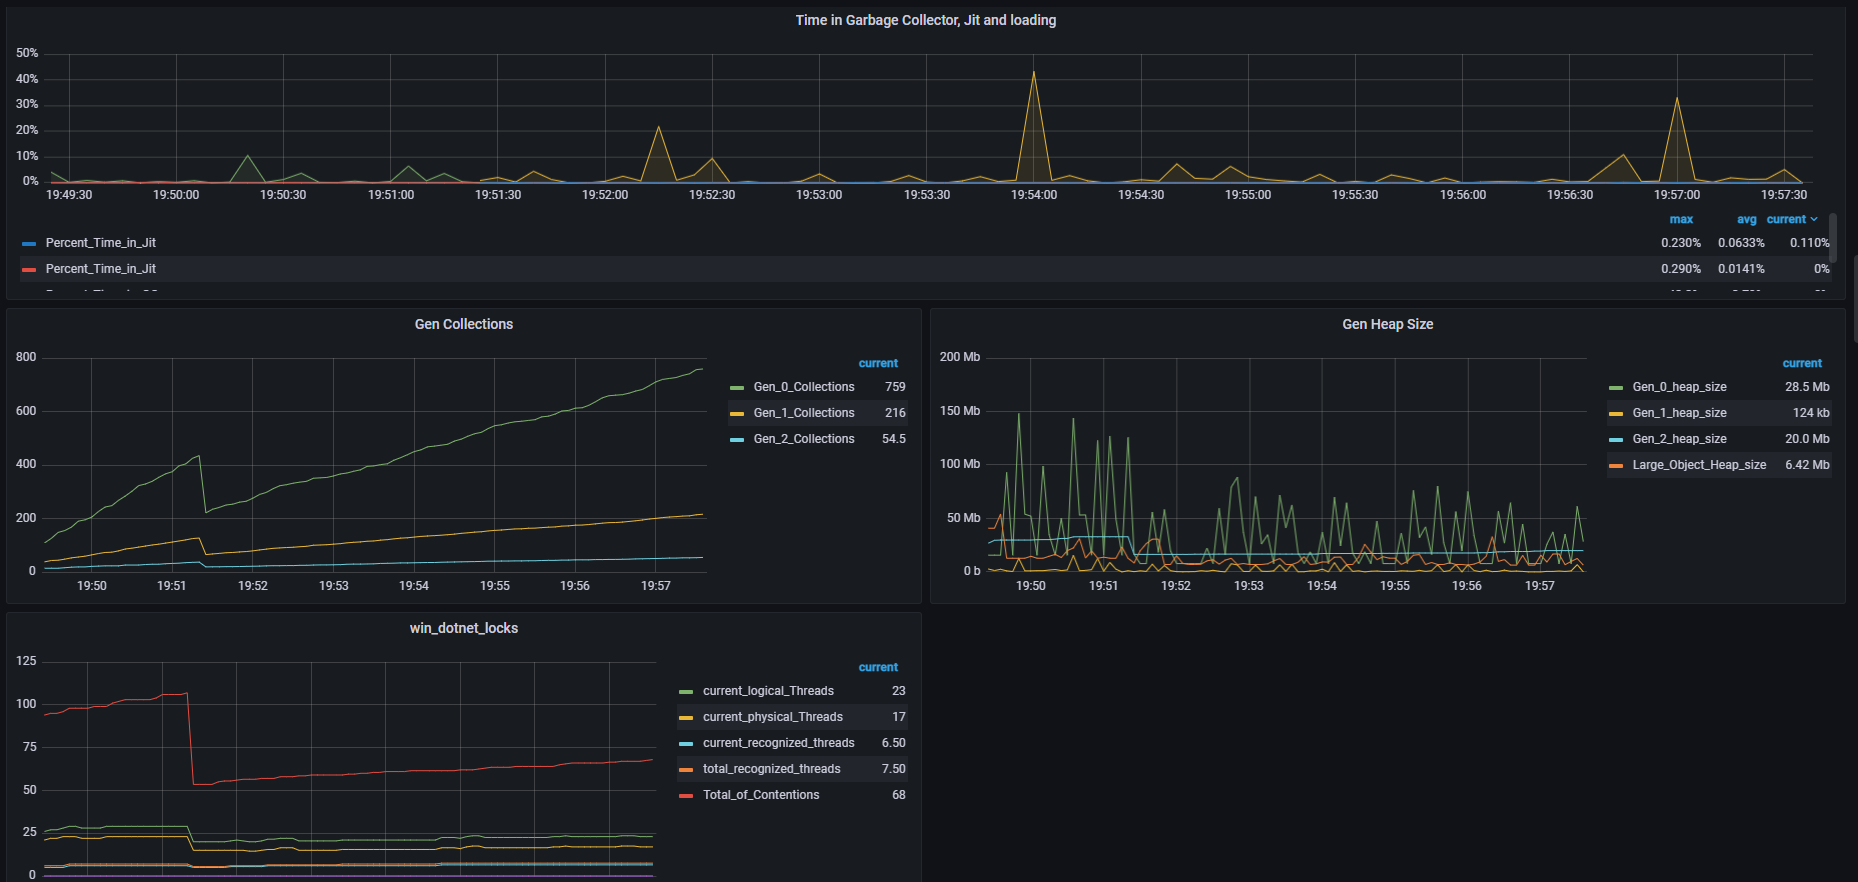 Time in Garbage Collector, Jit and loading
50%
40%
30%
20%
10%
0%
19:49:30 19:50:00 19:50:30 19:51:00 19:51:30 19:52:00 19:52:30 19:53:00 19:53:30 19:54:00 19:54:30 19:55:00 19:55:30 19:56:00 19:56:30 19:57:00 19:57:30
max avg current
Percent_Time_in_Jit 0.230% 0.0633% 0.110%
Percent_Time_in_Jit 0.290% 0.0141% 0%
Gen Collections
800
600
400
200
0
19:50 19:51 19:52 19:53 19:54 19:55 19:56 19:57
current
Gen_0_Collections 759
Gen_1_Collections 216
Gen_2_Collections 54.5
Gen Heap Size
200 Mb
150 Mb
100 Mb
50 Mb
0 b
19:50 19:51 19:52 19:53 19:54 19:55 19:56 19:57
current
Gen_0_heap_size 28.5 Mb
Gen_1_heap_size 124 kb
Gen_2_heap_size 20.0 Mb
Large_Object_Heap_size 6.42 Mb
win_dotnet_locks
125
100
75
50
25
0
current
current_logical_Threads 23
current_physical_Threads 17
current_recognized_threads 6.50
total_recognized_threads 7.50
Total_of_Contentions 68